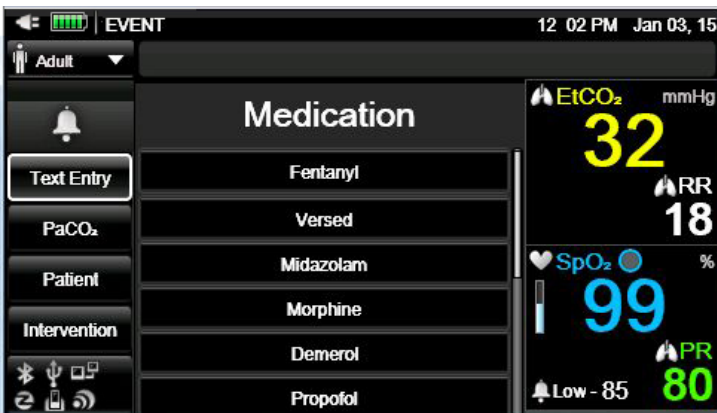 EVENT
12 02 PM Jan 03, 15
Adult
Medication
Text Entry
PaCO₂
Patient
Intervention
Fentanyl
Versed
Midazolam
Morphine
Demerol
Propofol
EtCO₂ mmHg
32
RR
18
SpO₂ %
99
PR
Low - 85 80